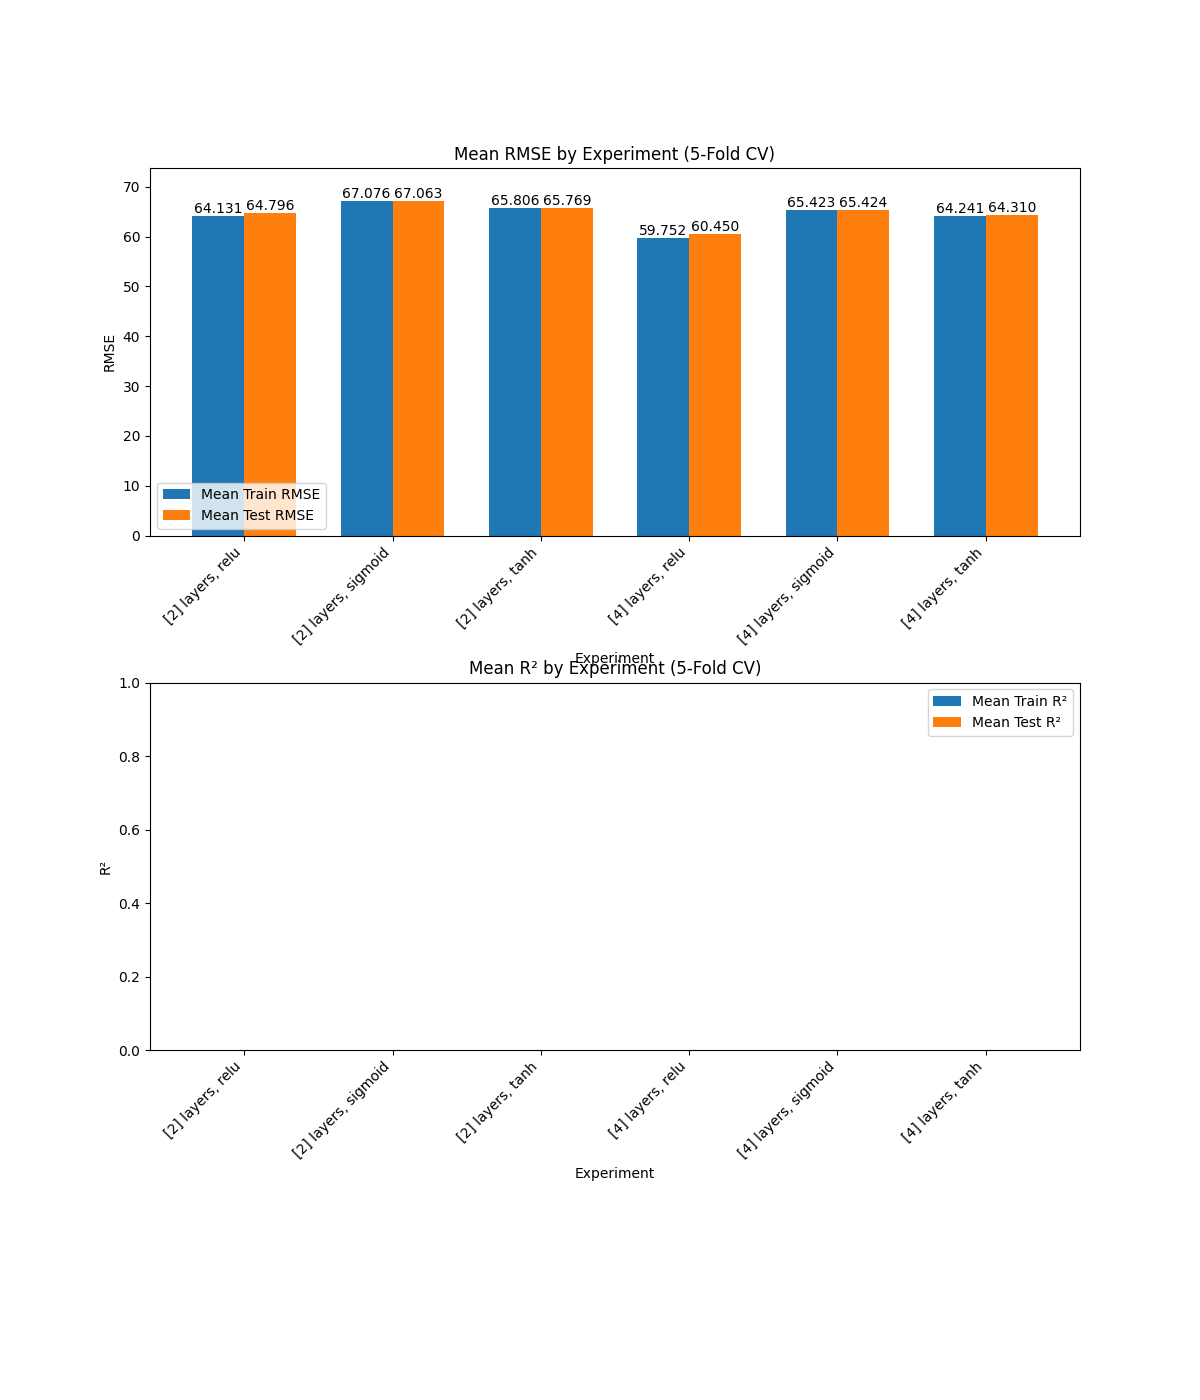 Mean RMSE by Experiment (5-Fold CV)
70
60
50
40
30
20
10
0
RMSE
64.131 64.796
67.076 67.063
65.806 65.769
59.752 60.450
65.423 65.424
64.241 64.310
Mean Train RMSE
Mean Test RMSE
[2] layers, relu
[2] layers, sigmoid
[2] layers, tanh
[4] layers, relu
[4] layers, sigmoid
[4] layers, tanh
Experiment
Mean R² by Experiment (5-Fold CV)
1.0
0.8
0.6
0.4
0.2
0.0
R²
Mean Train R²
Mean Test R²
[2] layers, relu
[2] layers, sigmoid
[2] layers, tanh
[4] layers, relu
[4] layers, sigmoid
[4] layers, tanh
Experiment